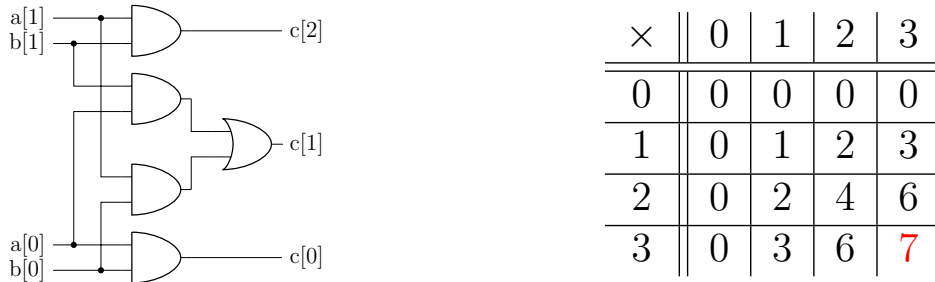 a[1]
b[1]
c[2]
c[1]
a[0]
b[0]
c[0]
× 0 1 2 3
0 0 0 0 0
1 0 1 2 3
2 0 2 4 6
3 0 3 6 7